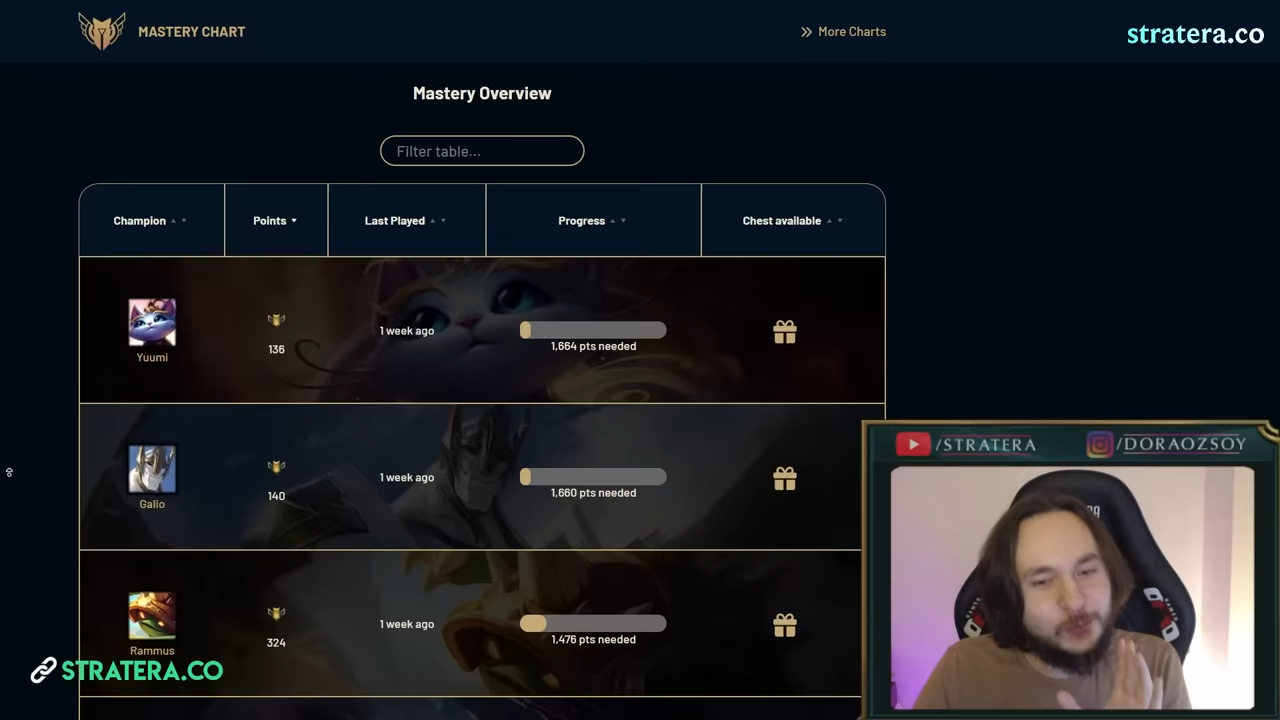 MASTERY CHART
More Charts
stratera.co
Mastery Overview
Filter table...
Champion
Points
Last Played
Progress
Chest available
Yuumi
136
1 week ago
1,664 pts needed
Galio
140
1 week ago
1,660 pts needed
Rammus
324
1 week ago
1,476 pts needed
STRATERA.CO
/STRATERA
/DORAOZSOY